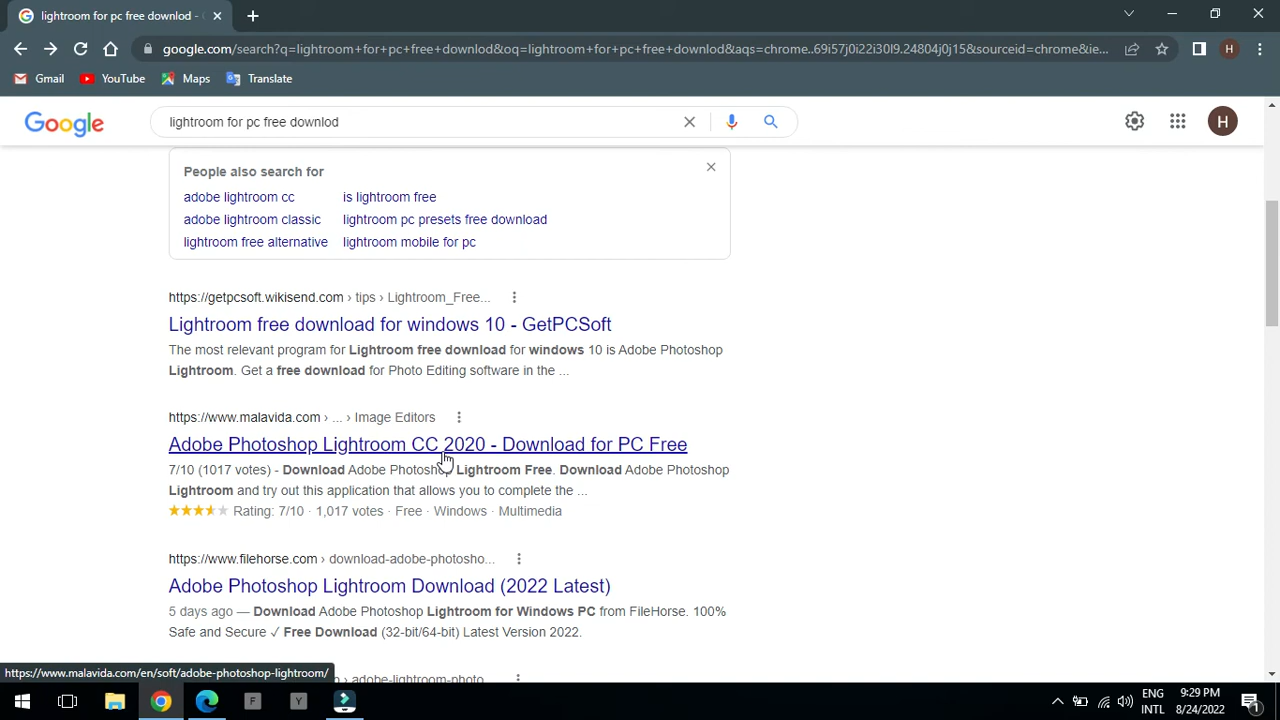 lightroom for pc free downlod -
google.com/search?q=lightroom+for+pc+free+downlod&oq=lightroom+for+pc+free+downlod&aqs=chrome..69i57j0i22i30l9.24804j0j15&sourceid=chrome&ie...
H
Gmail
YouTube
Maps
Translate
Google
lightroom for pc free downlod
H
People also search for
adobe lightroom cc
is lightroom free
adobe lightroom classic
lightroom pc presets free download
lightroom free alternative
lightroom mobile for pc
https://getpcsoft.wikisend.com › tips › Lightroom_Free...
Lightroom free download for windows 10 - GetPCSoft
The most relevant program for Lightroom free download for windows 10 is Adobe Photoshop
Lightroom. Get a free download for Photo Editing software in the ...
https://www.malavida.com › ... › Image Editors
Adobe Photoshop Lightroom CC 2020 - Download for PC Free
7/10 (1017 votes) - Download Adobe Photoshop Lightroom Free. Download Adobe Photoshop
Lightroom and try out this application that allows you to complete the ...
Rating: 7/10 · 1,017 votes · Free · Windows · Multimedia
https://www.filehorse.com › download-adobe-photosho...
Adobe Photoshop Lightroom Download (2022 Latest)
5 days ago — Download Adobe Photoshop Lightroom for Windows PC from FileHorse. 100%
Safe and Secure ✓ Free Download (32-bit/64-bit) Latest Version 2022.
› adobe-lightroom-photo...
https://www.malavida.com/en/soft/adobe-photoshop-lightroom/
F
Y
ENG
INTL
9:29 PM
8/24/2022
1